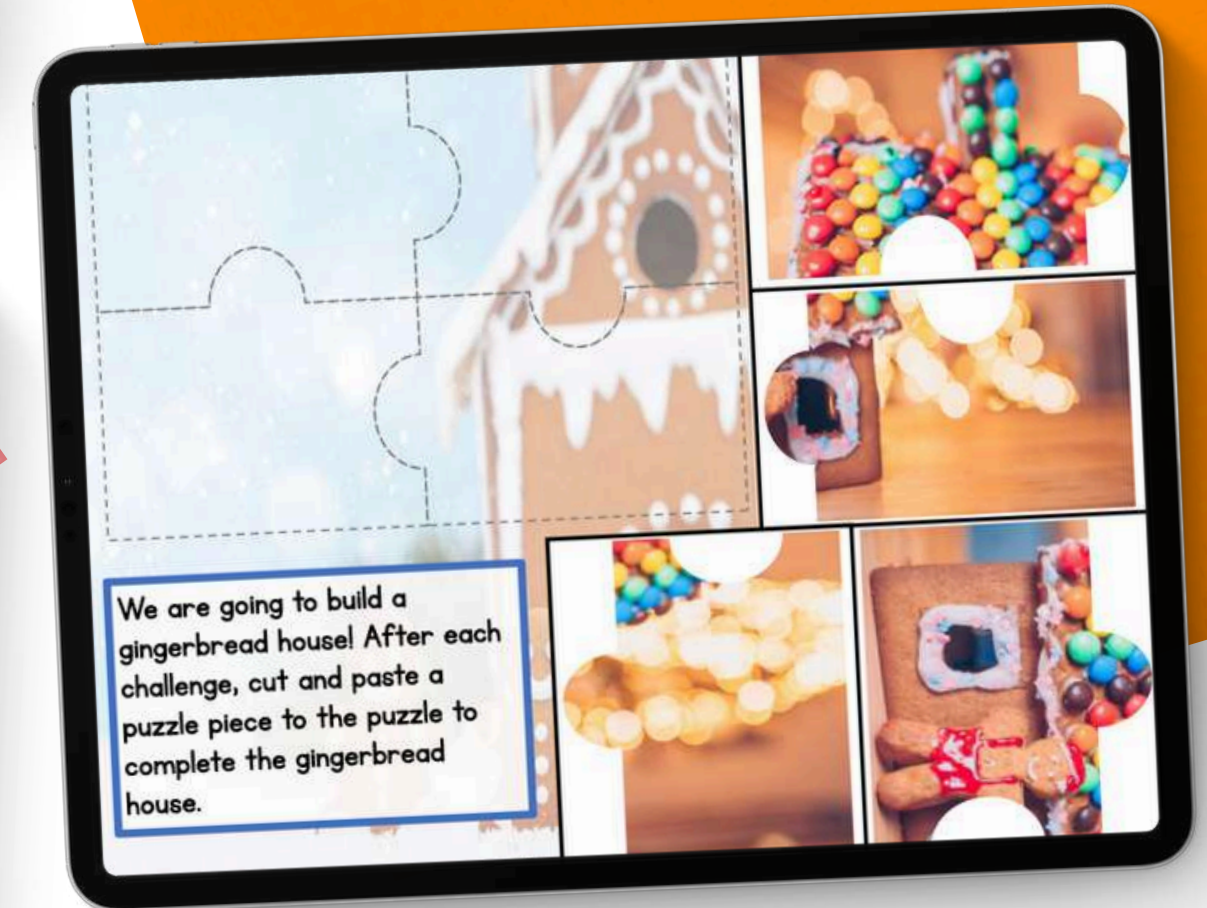 We are going to build a
gingerbread house! After each
challenge, cut and paste a
puzzle piece to the puzzle to
complete the gingerbread
house.